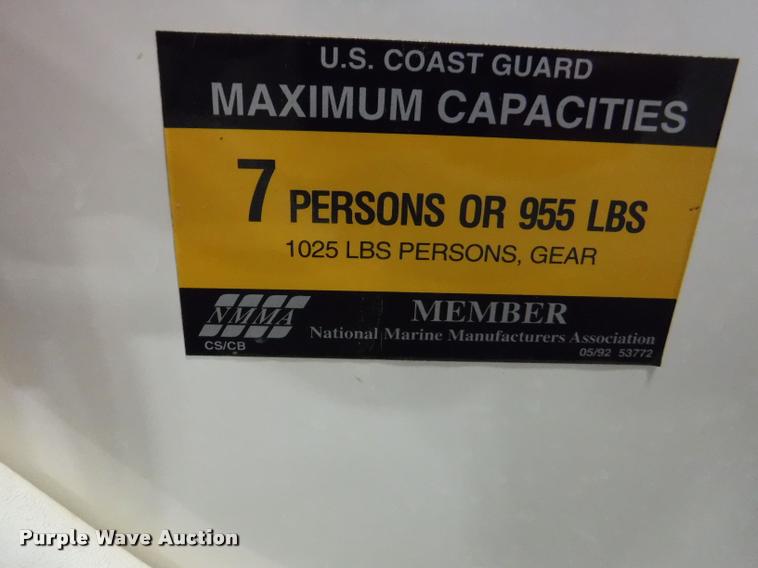 U.S. COAST GUARD
MAXIMUM CAPACITIES
7 PERSONS OR 955 LBS
1025 LBS PERSONS, GEAR
NMMA
MEMBER
National Marine Manufacturers Association
CS/CB
05/92 53772
Purple Wave Auction